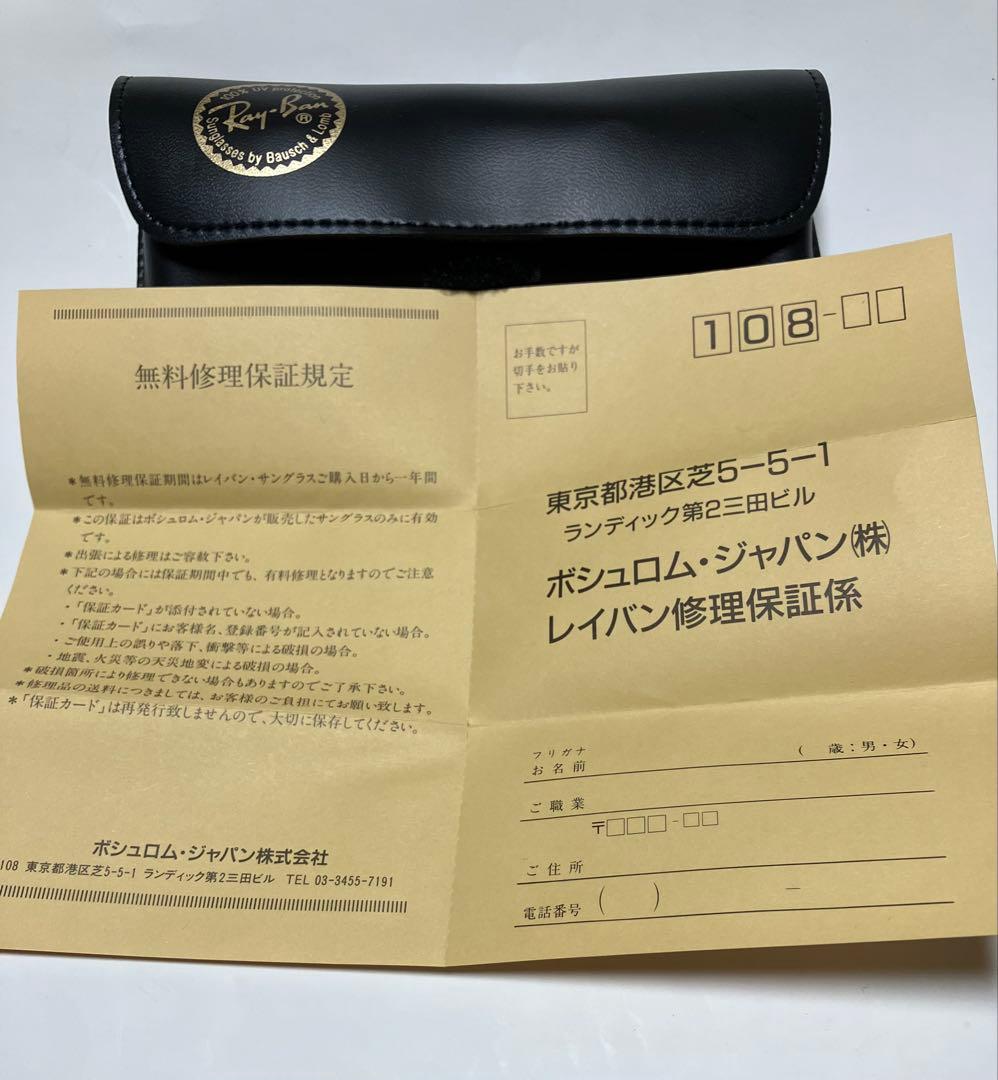 100% UV protection
Ray-Ban®
Sunglasses by Bausch & Lomb
無料修理保証規定
*無料修理保証期間はレイバン・サングラスご購入日から一年間
です。
*この保証はボシュロム・ジャパンが販売したサングラスのみに有効
です。
*出張による修理はご容赦下さい。
*下記の場合には保証期間中でも、有料修理となりますのでご注意
ください。
・「保証カード」が添付されていない場合。
・「保証カード」にお客様名、登録番号が記入されていない場合。
・ご使用上の誤りや落下、衝撃等による破損の場合。
・地震、火災等の天災地変による破損の場合。
*破損箇所により修理できない場合もありますのでご了承下さい。
*修理品の送料につきましては、お客様のご負担にてお願い致します。
*「保証カード」は再発行致しませんので、大切に保存してください。
ボシュロム・ジャパン株式会社
108 東京都港区芝5-5-1 ランディック第2三田ビル TEL 03-3455-7191
お手数ですが
切手をお貼り
下さい。
108-□□
東京都港区芝5-5-1
ランディック第2三田ビル
ボシュロム・ジャパン(株)
レイバン修理保証係
フリガナ
お名前 ( 歳:男・女)
ご職業
〒□□□-□□
ご住所
電話番号 ( ) －